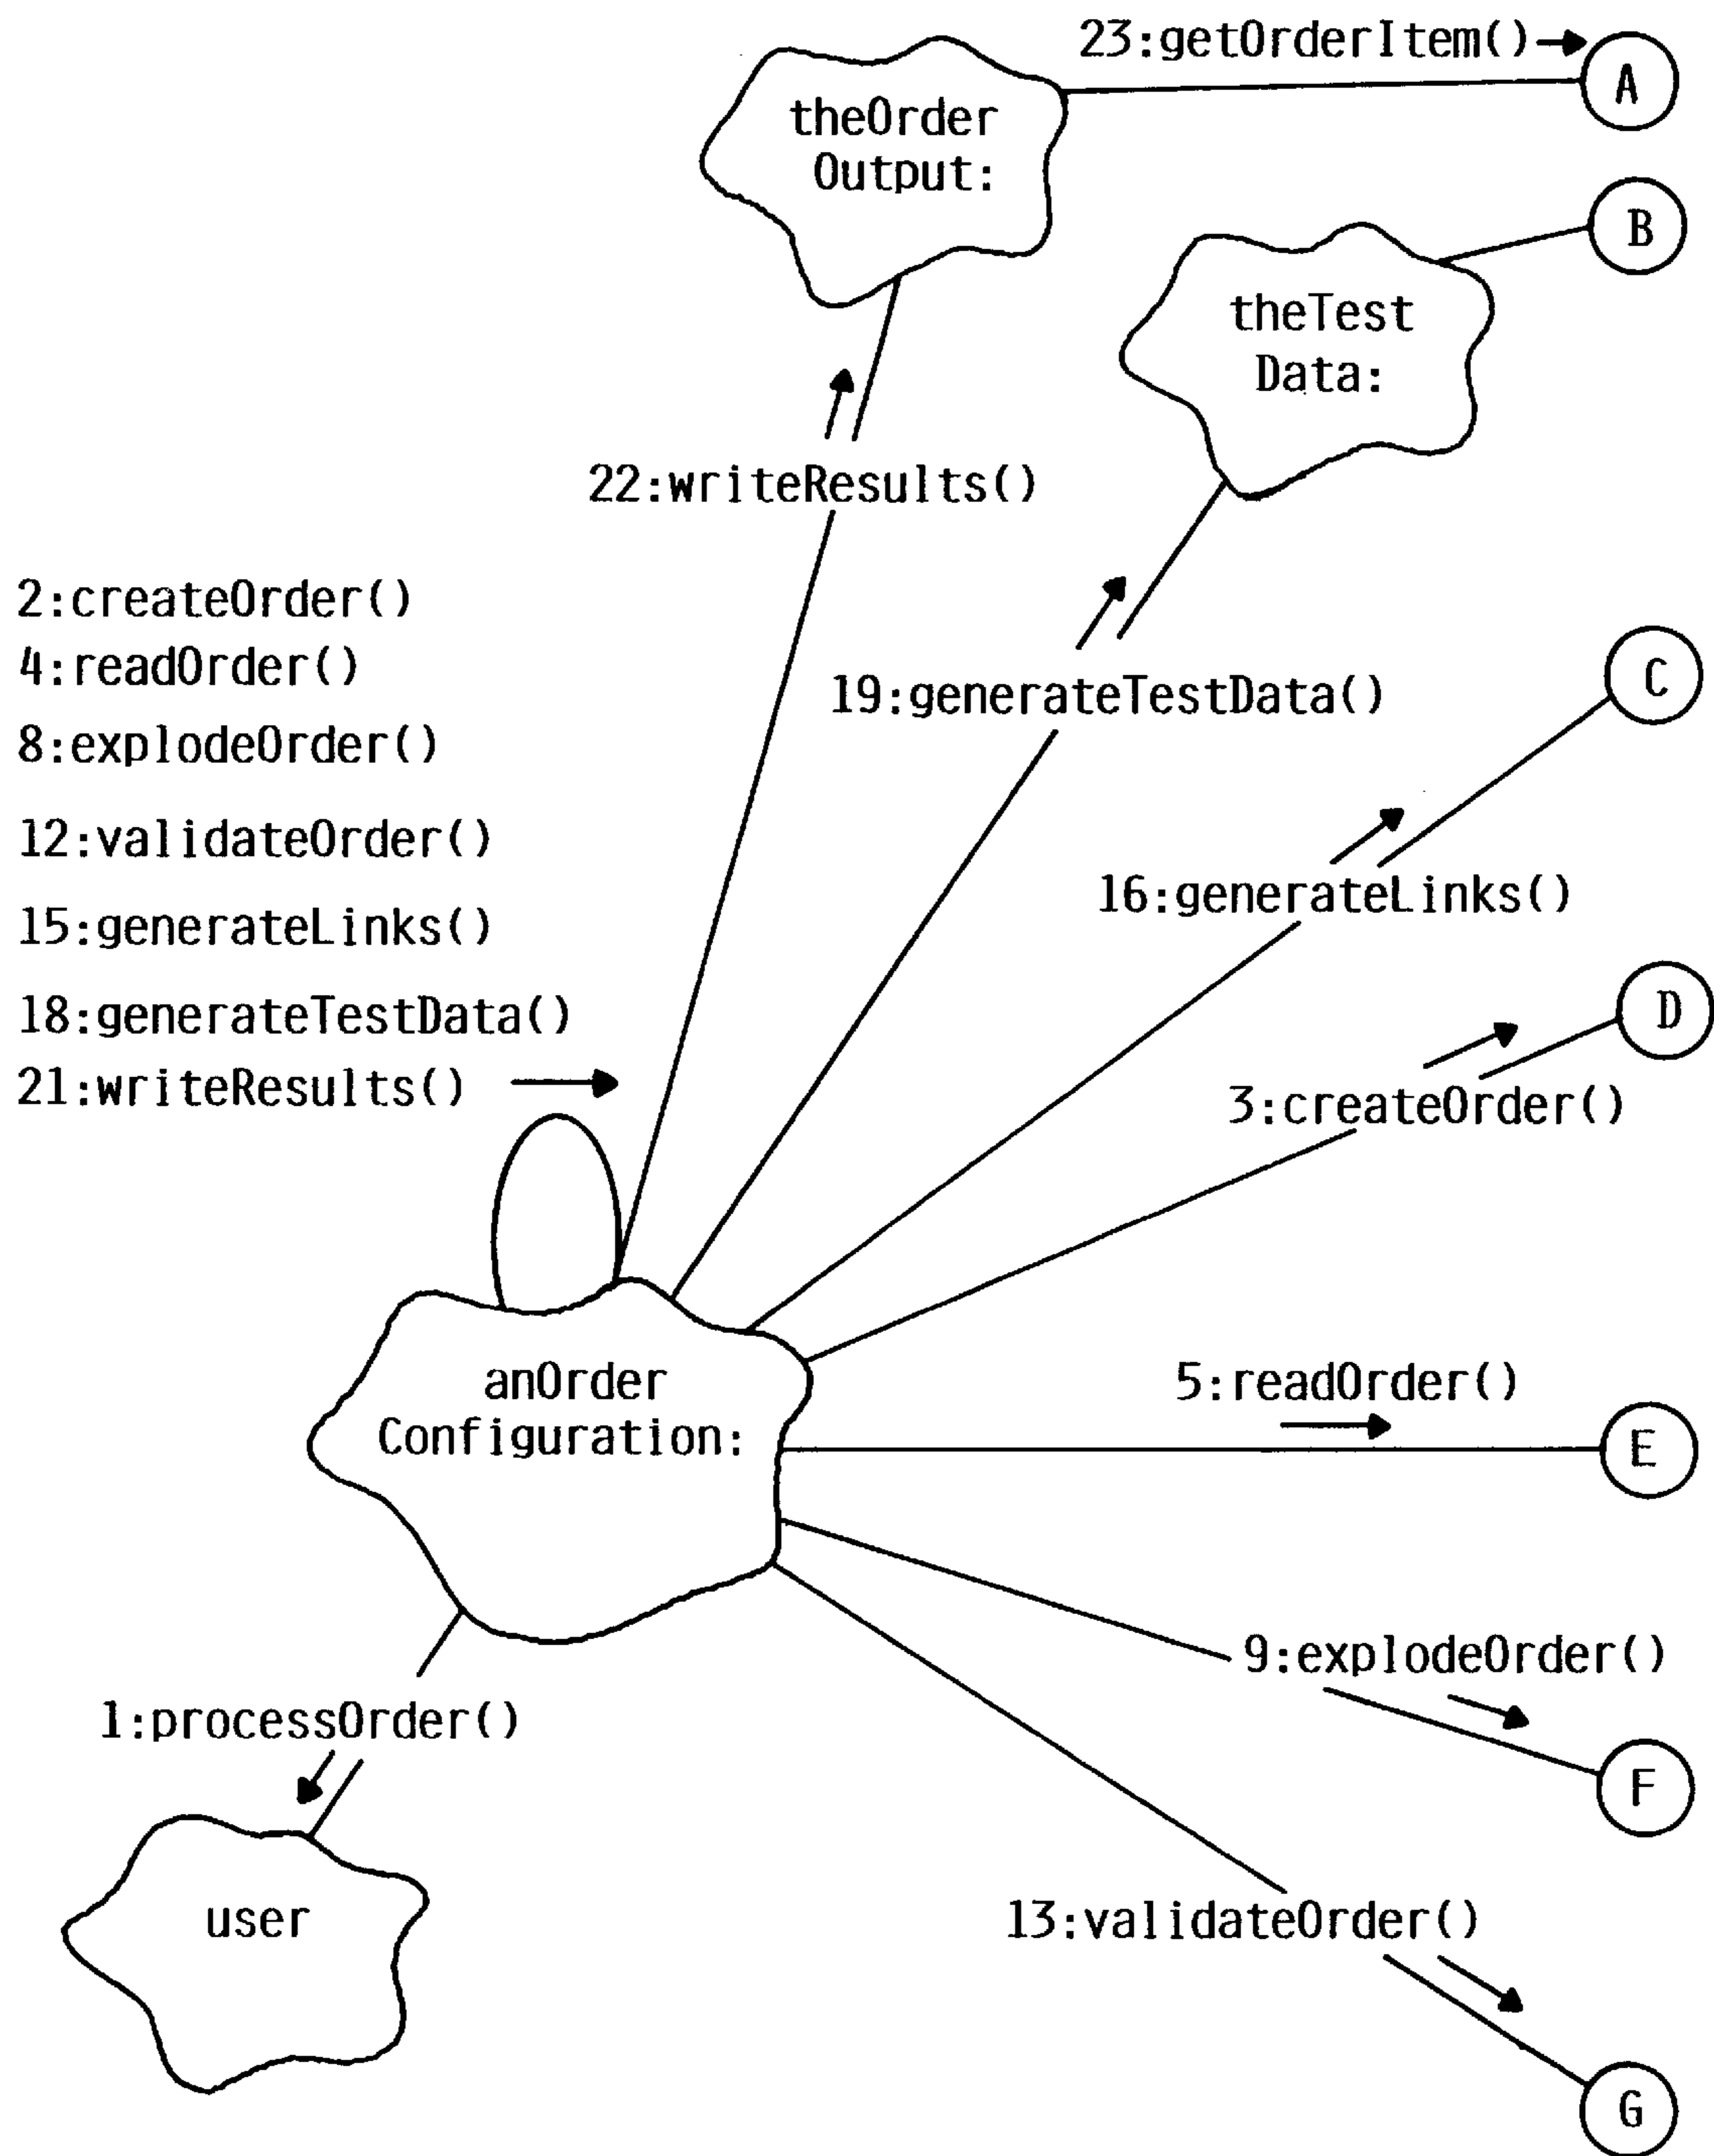 23:getOrderItem()
A
theOrder
Output:
B
theTest
Data:
22:writeResults()
2:createOrder()
4:readOrder()
8:explodeOrder()
12:validateOrder()
15:generateLinks()
18:generateTestData()
21:writeResults()
19:generateTestData()
C
16:generateLinks()
D
3:createOrder()
anOrder
Configuration:
5:readOrder()
E
9:explodeOrder()
F
1:processOrder()
user
13:validateOrder()
G